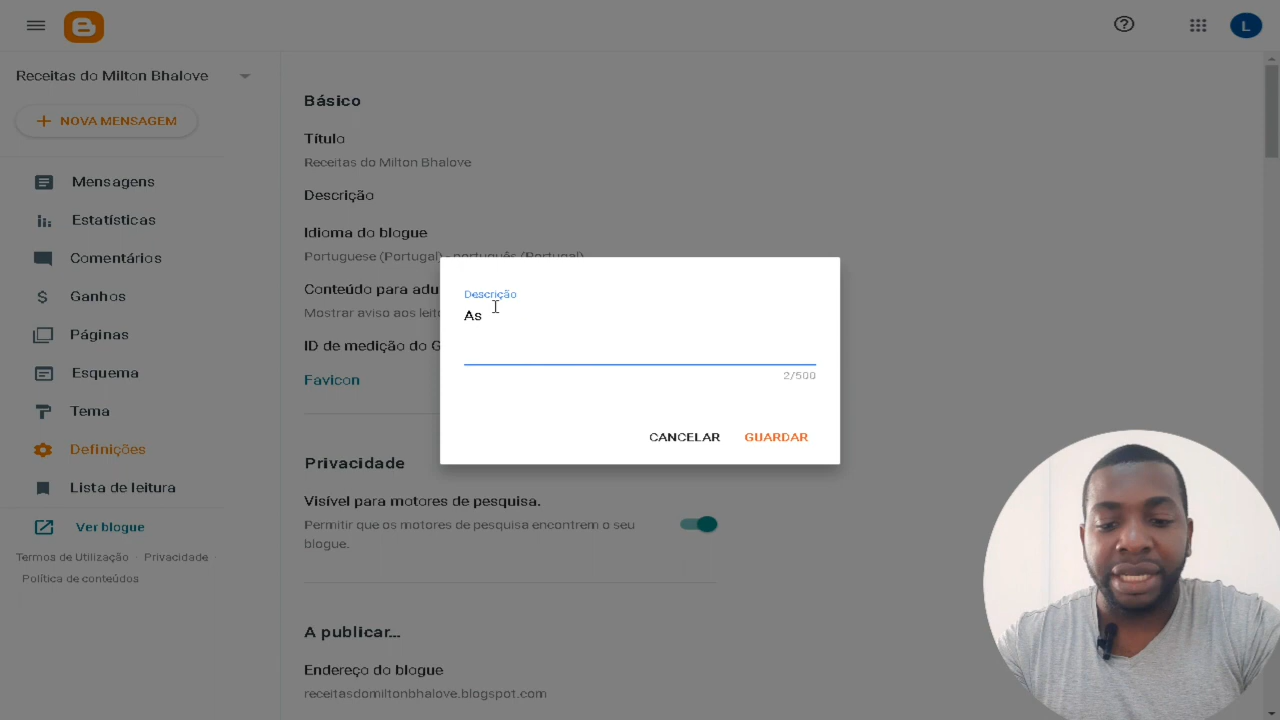 L
Receitas do Milton Bhalove
+ NOVA MENSAGEM
Mensagens
Estatísticas
Comentários
$ Ganhos
Páginas
Esquema
Tema
Definições
Lista de leitura
Ver blogue
Termos de Utilização · Privacidade ·
Política de conteúdos
Básico
Título
Receitas do Milton Bhalove
Descrição
Idioma do blogue
Portuguese (Portugal) - português (Portugal)
Conteúdo para adu
Mostrar aviso aos leito
ID de medição do G
Favicon
Descrição
As
2/500
CANCELAR GUARDAR
Privacidade
Visível para motores de pesquisa.
Permitir que os motores de pesquisa encontrem o seu
blogue.
A publicar...
Endereço do blogue
receitasdomiltonbhalove.blogspot.com